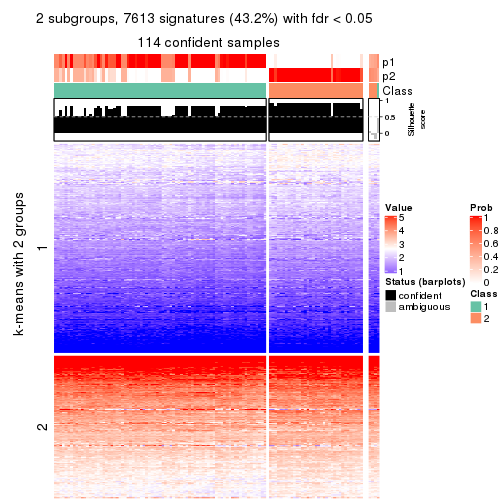 2 subgroups, 7613 signatures (43.2%) with fdr < 0.05
114 confident samples
p1
p2
Class
1
0.5
0
Silhouette
score
k-means with 2 groups
1
2
Value
5
4
3
2
1
Prob
1
0.8
0.6
0.4
0.2
0
Status (barplots)
confident
ambiguous
Class
1
2